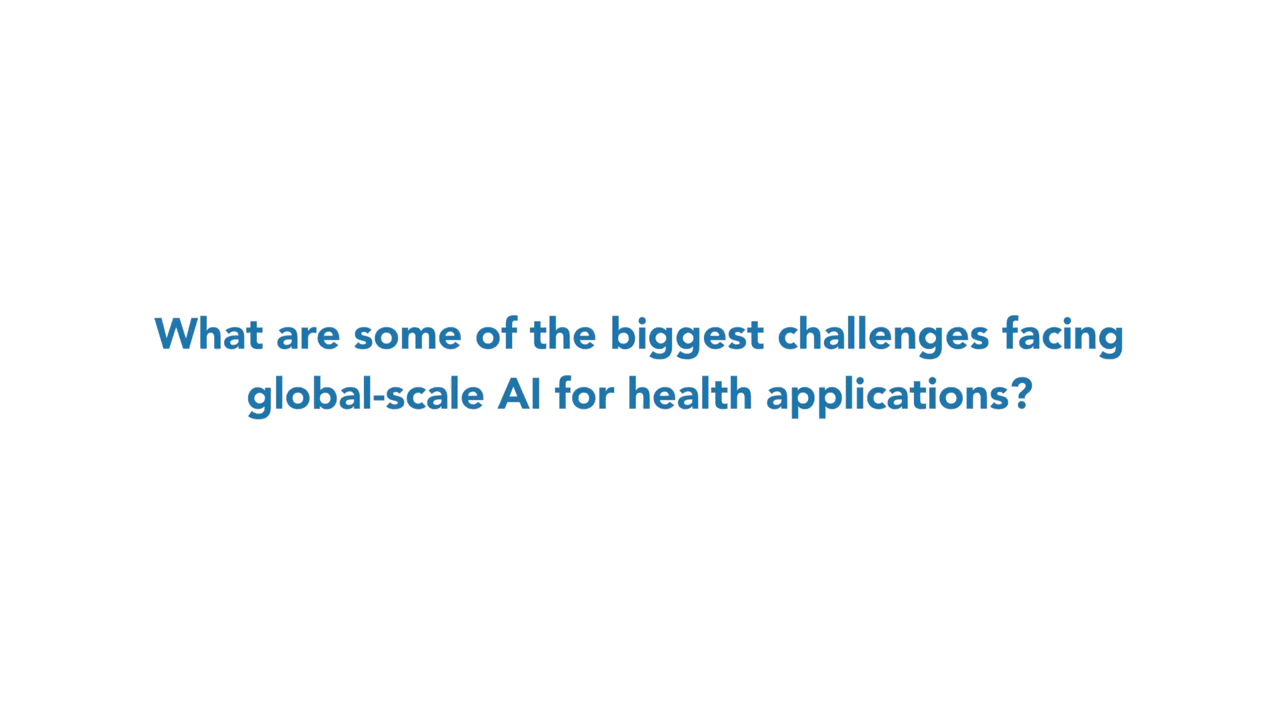 What are some of the biggest challenges facing
global-scale AI for health applications?